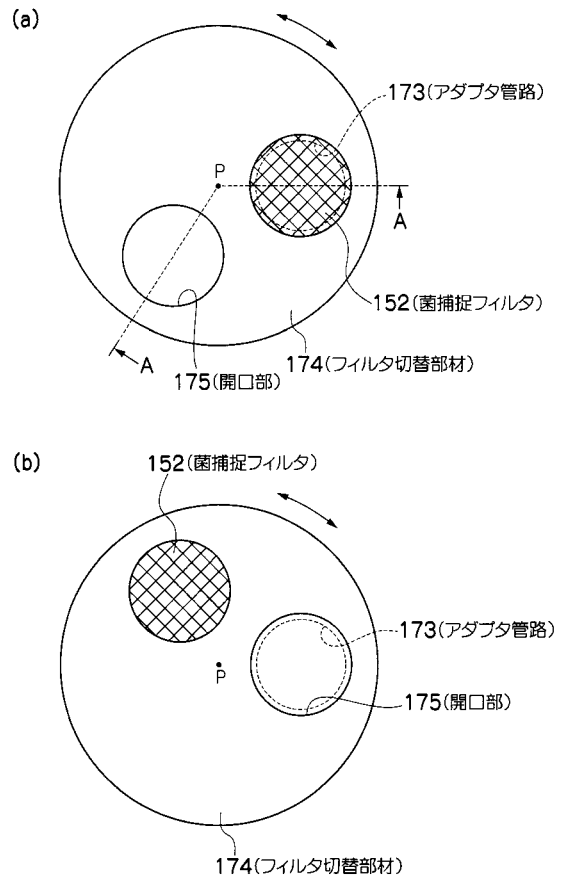 (a)
173(アダプタ管路)
P
A
152(菌捕捉フィルタ)
A
174(フィルタ切替部材)
175(開口部)
(b)
152(菌捕捉フィルタ)
173(アダプタ管路)
P
175(開口部)
174(フィルタ切替部材)